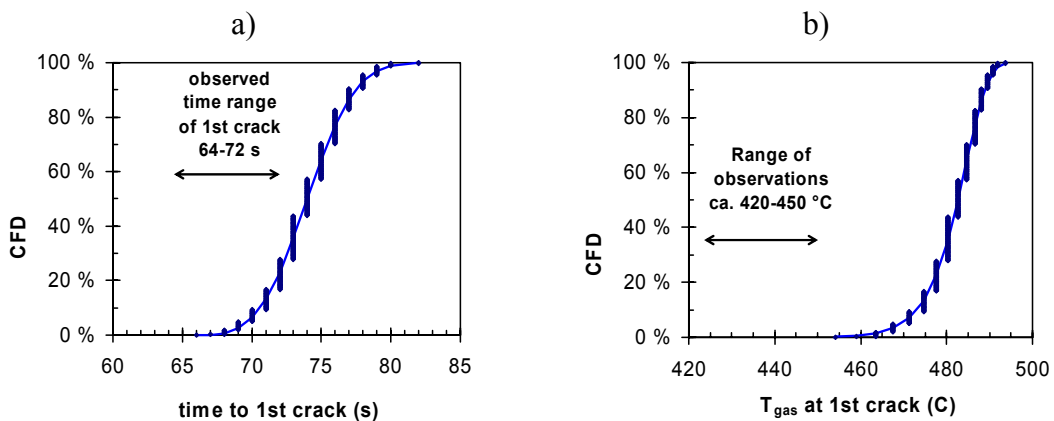 a)
100 %
80 %
60 %
40 %
20 %
0 %
CFD
observed
time range
of 1st crack
64-72 s
60
65
70
75
80
85
time to 1st crack (s)
b)
100 %
80 %
60 %
40 %
20 %
0 %
CFD
Range of
observations
ca. 420-450 °C
420
440
460
480
500
Tgas at 1st crack (C)